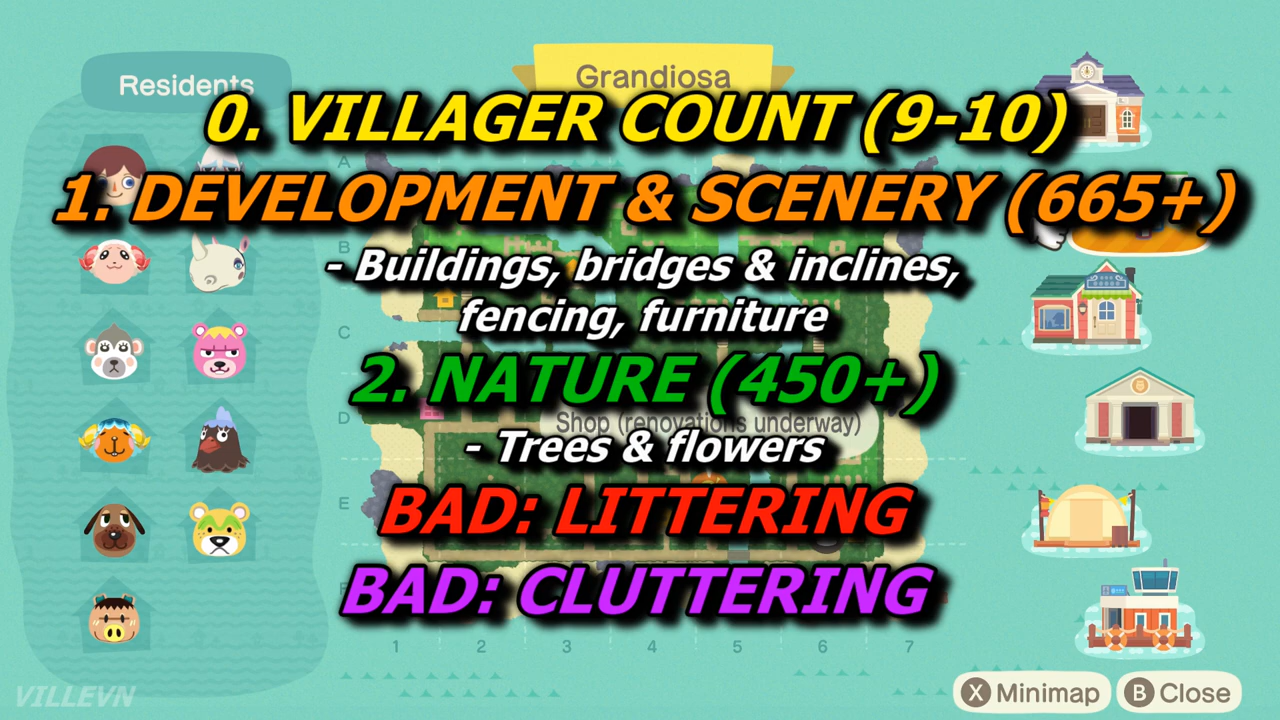 Residents
Grandiosa
0. VILLAGER COUNT (9-10)
1. DEVELOPMENT & SCENERY (665+)
- Buildings, bridges & inclines,
fencing, furniture
2. NATURE (450+)
Shop (renovations underway)
- Trees & flowers
BAD: LITTERING
BAD: CLUTTERING
A
B
C
D
E
1 2 3 4 5 6 7
VILLEVN
X Minimap
B Close